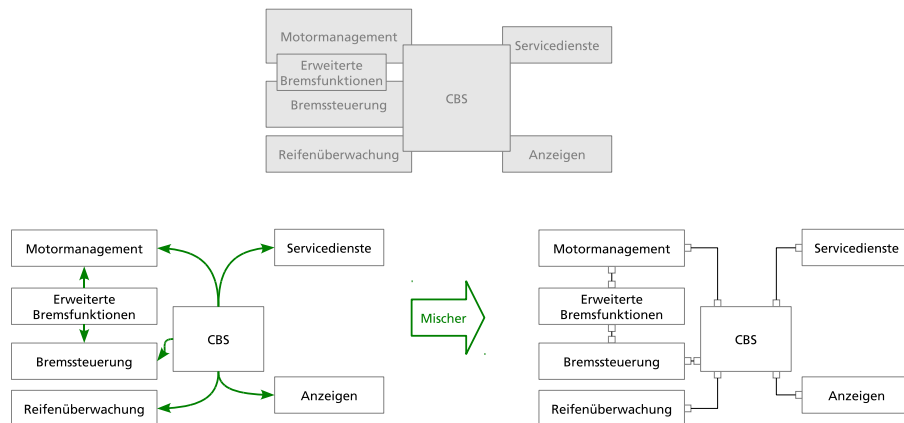 Motormanagement
Servicedienste
Erweiterte
Bremsfunktionen
CBS
Bremssteuerung
Reifenüberwachung
Anzeigen
Motormanagement
Servicedienste
Erweiterte
Bremsfunktionen
CBS
Bremssteuerung
Anzeigen
Reifenüberwachung
Mischer
Motormanagement
Servicedienste
Erweiterte
Bremsfunktionen
CBS
Bremssteuerung
Anzeigen
Reifenüberwachung